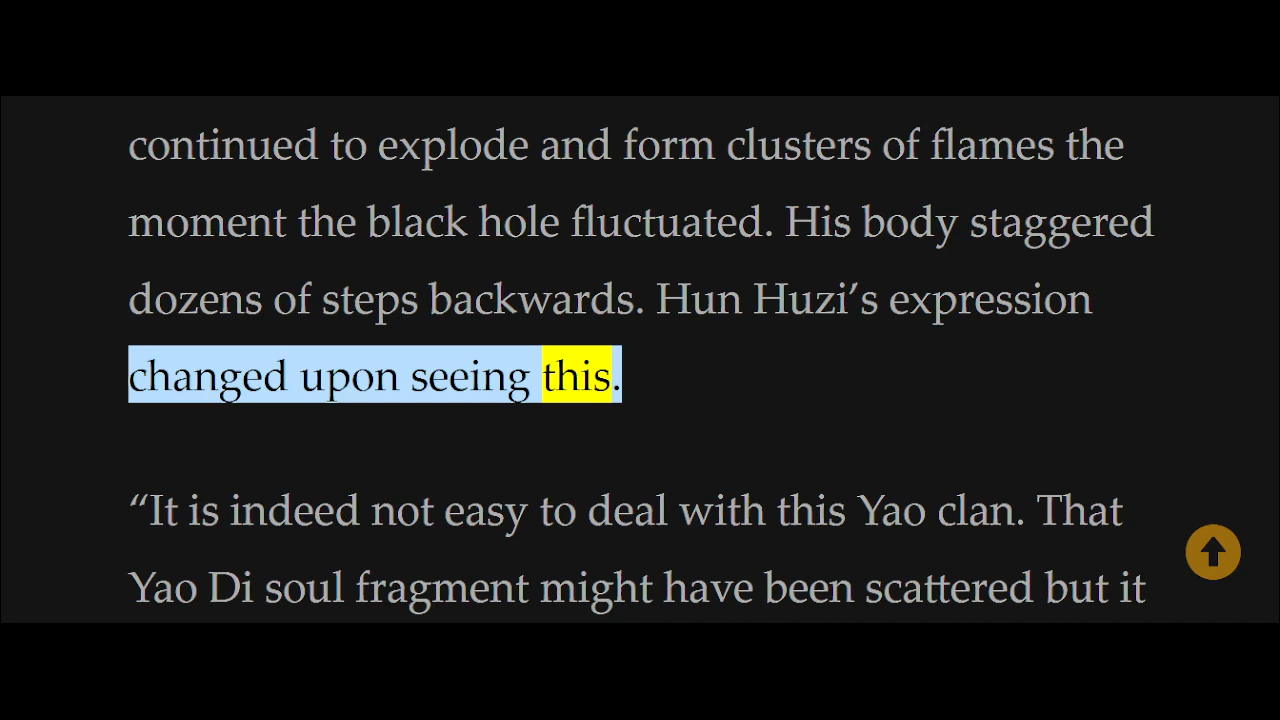 continued to explode and form clusters of flames the
moment the black hole fluctuated. His body staggered
dozens of steps backwards. Hun Huzi’s expression
changed upon seeing this.
“It is indeed not easy to deal with this Yao clan. That
Yao Di soul fragment might have been scattered but it